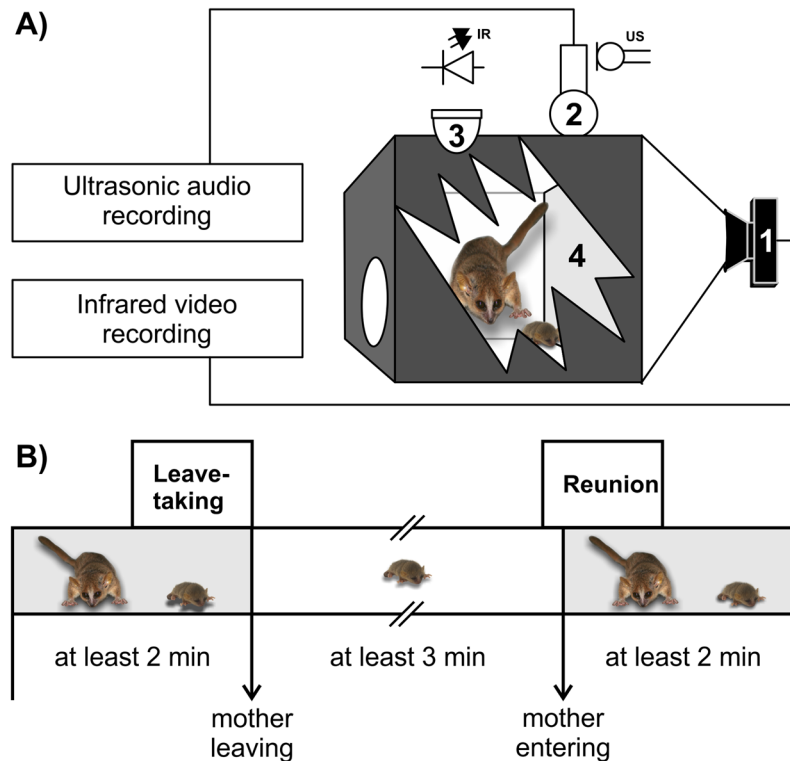 A)
IR
US
2
3
Ultrasonic audio
recording
1
4
Infrared video
recording
B)
Leave-
taking
Reunion
at least 2 min
at least 3 min
at least 2 min
mother
leaving
mother
entering